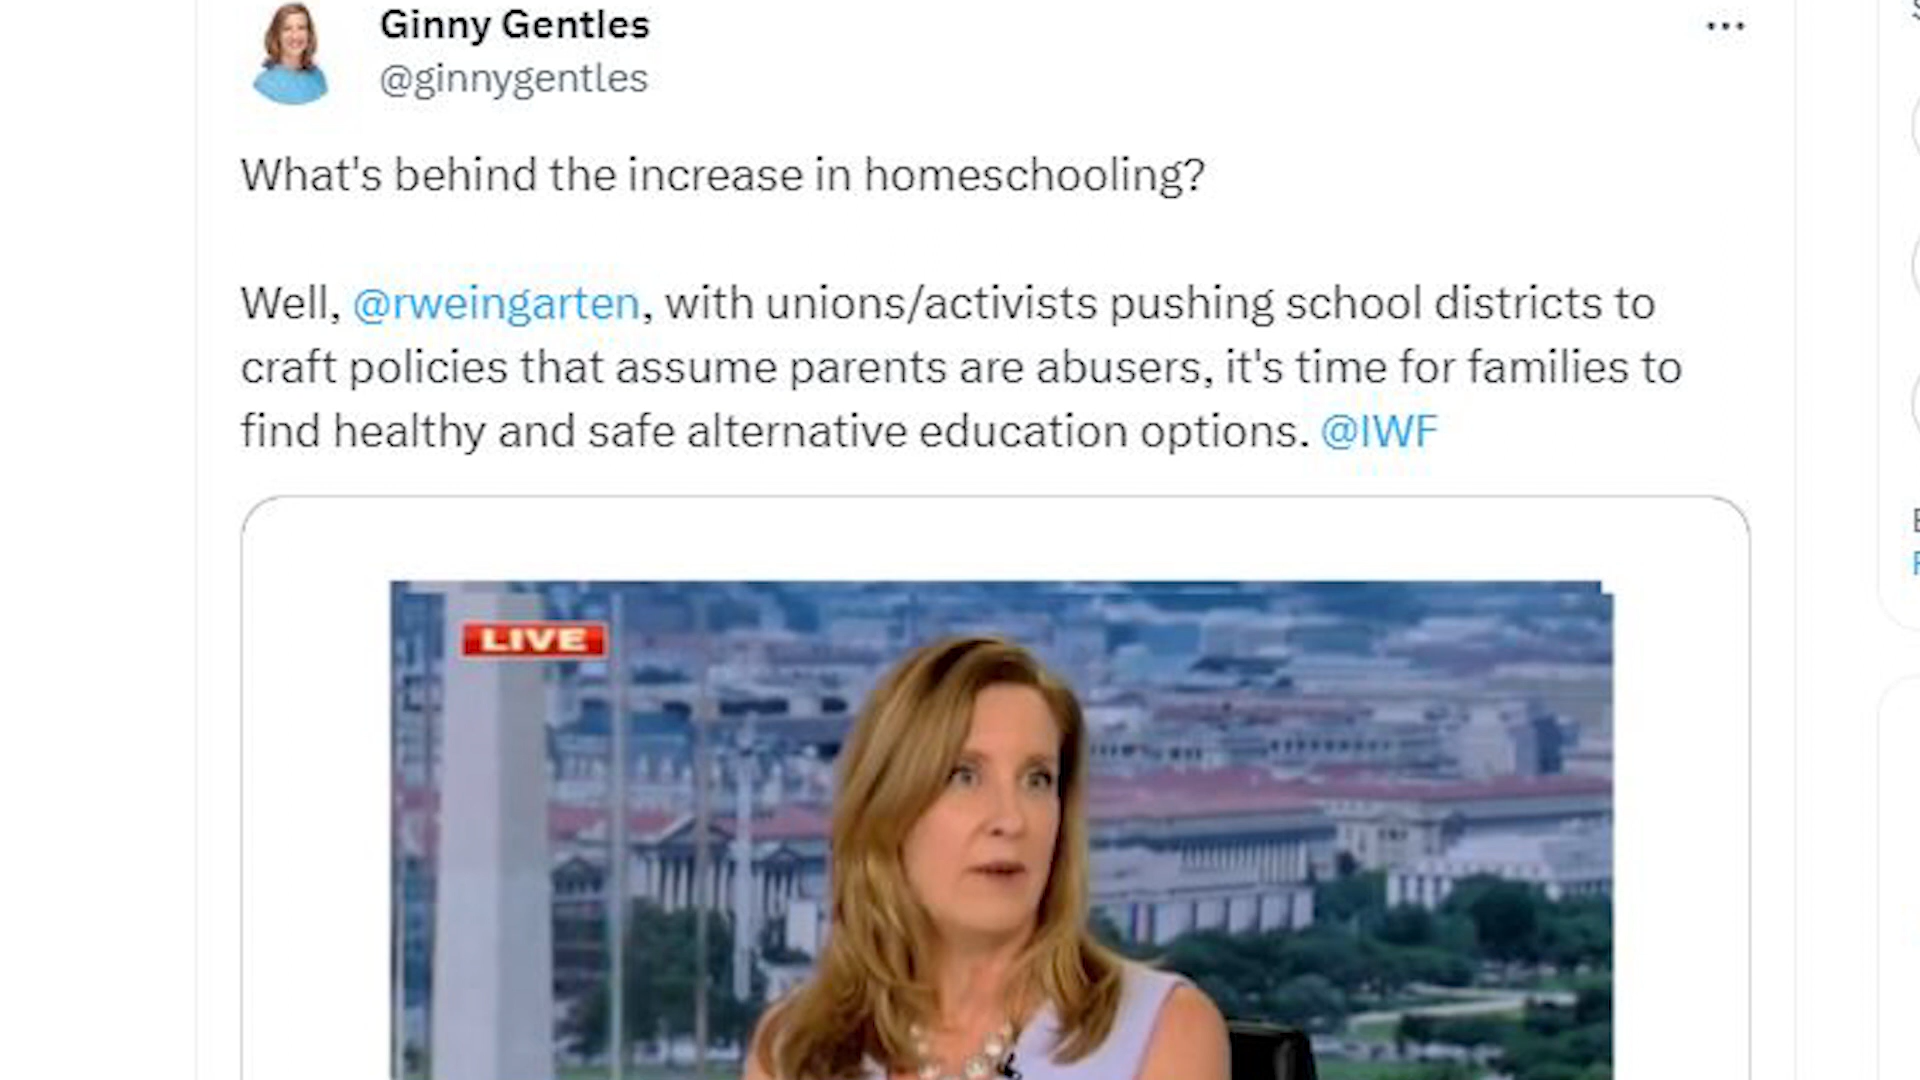 Ginny Gentles
@ginnygentles
What's behind the increase in homeschooling?
Well, @rweingarten, with unions/activists pushing school districts to
craft policies that assume parents are abusers, it's time for families to
find healthy and safe alternative education options. @IWF
LIVE